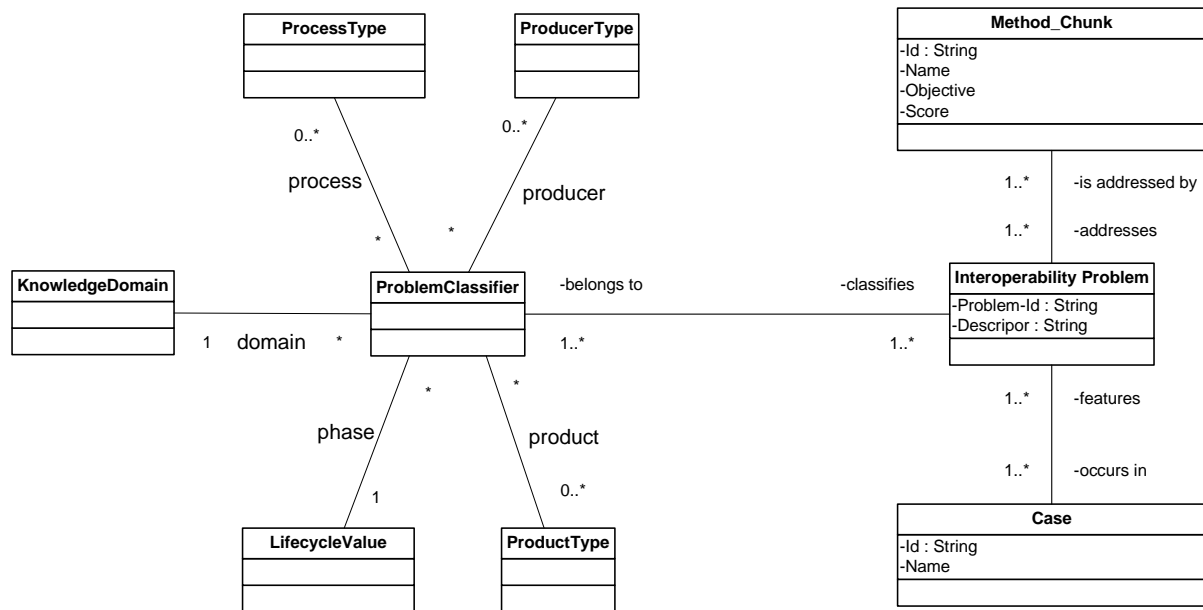 ProcessType
ProducerType
Method_Chunk
-Id : String
-Name
-Objective
-Score
0..*
0..*
process
producer
1..*
-is addressed by
*
*
1..*
-addresses
KnowledgeDomain
ProblemClassifier
-belongs to
-classifies
Interoperability Problem
-Problem-Id : String
-Descripor : String
1
domain
*
1..*
1..*
*
*
1..*
-features
phase
product
1
0..*
1..*
-occurs in
LifecycleValue
ProductType
Case
-Id : String
-Name